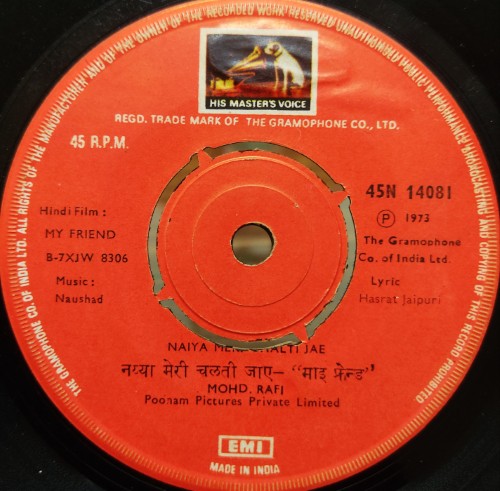 THE GRAMOPHONE CO. OF INDIA LTD. ALL RIGHTS OF THE MANUFACTURER AND OF THE OWNER OF THE RECORDED WORK RESERVED UNAUTHORISED PUBLIC PERFORMANCE BROADCASTING AND COPYING OF THIS RECORD PROHIBITED
HIS MASTER'S VOICE
REGD. TRADE MARK OF THE GRAMOPHONE CO., LTD.
45 R.P.M.
45N 14081
Hindi Film :
MY FRIEND
B-7XJW 8306
Music :
Naushad
Ⓟ 1973
The Gramophone
Co. of India Ltd.
Lyric
Hasrat Jaipuri
NAIYA MERI CHALTI JAE
नय्या मेरी चलती जाए— “माइ फ्रेन्ड”
MOHD. RAFI
Poonam Pictures Private Limited
EMI
MADE IN INDIA